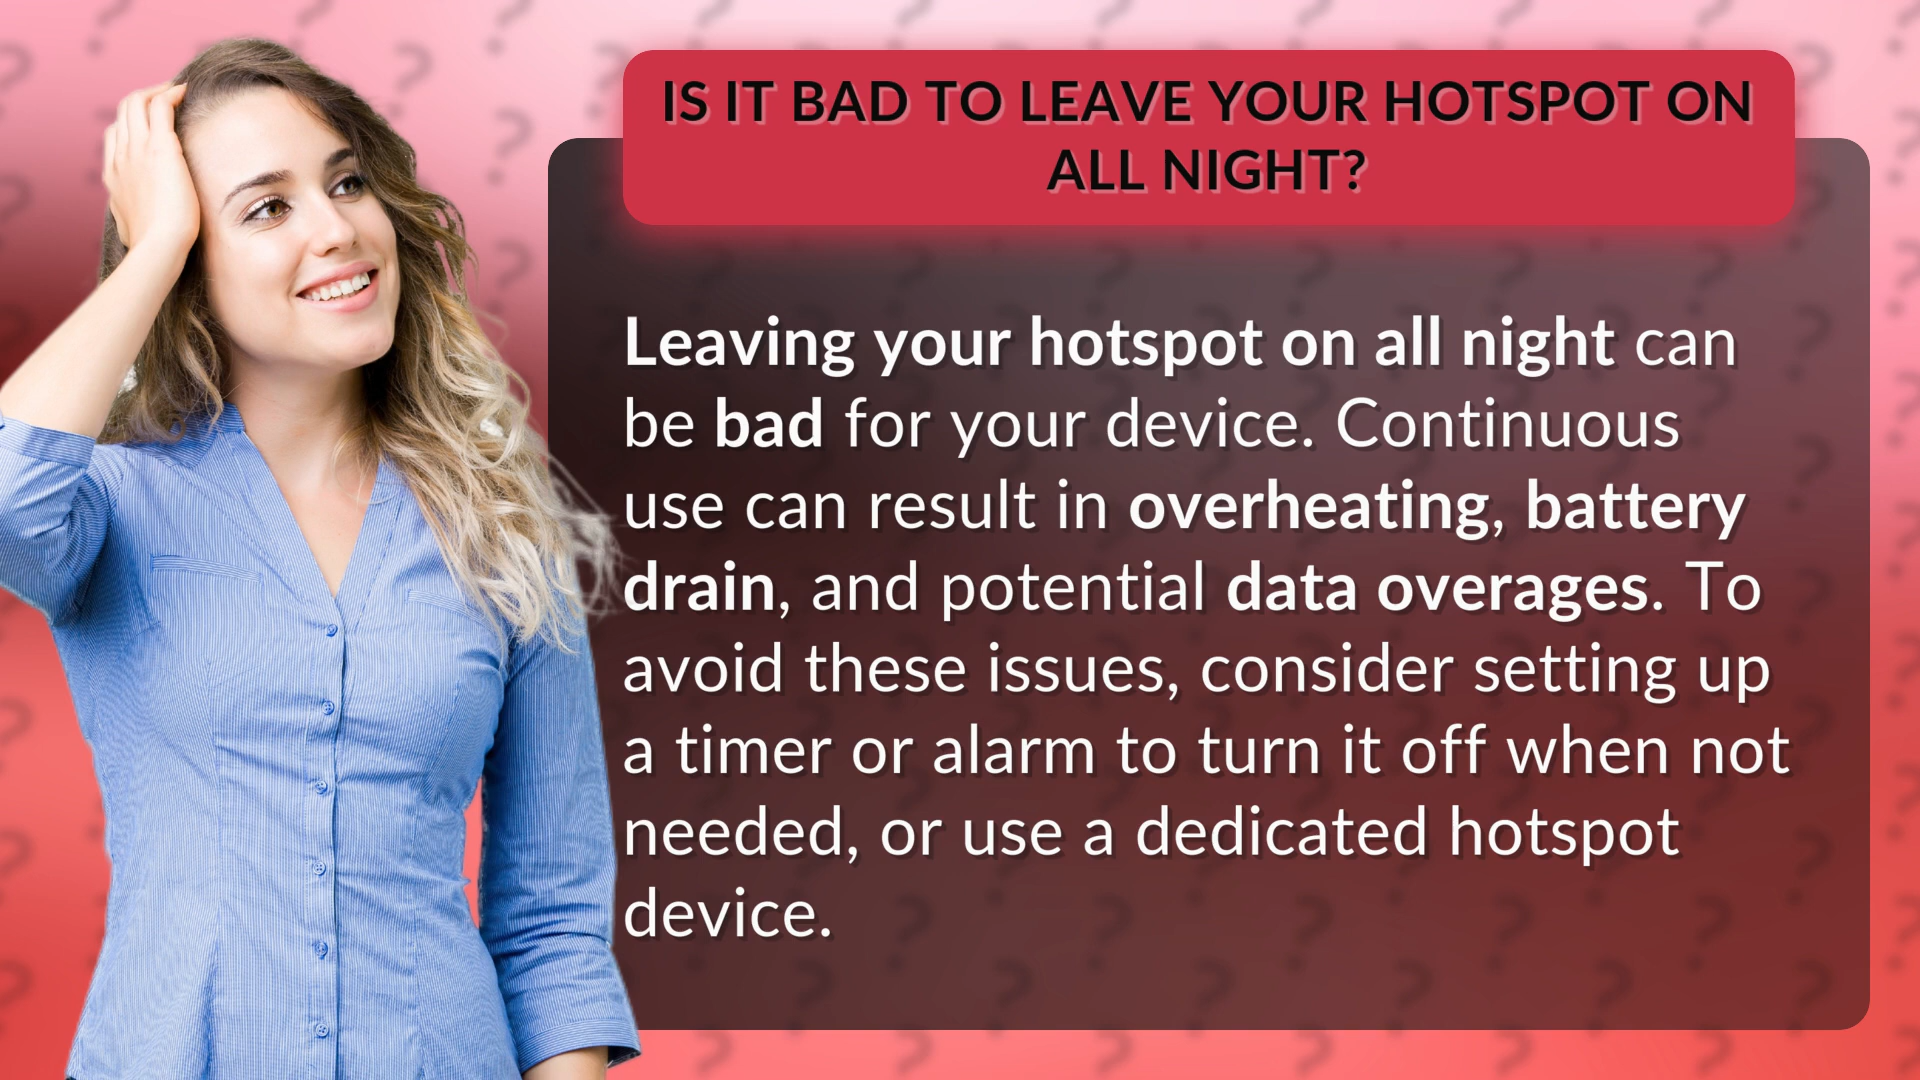 IS IT BAD TO LEAVE YOUR HOTSPOT ON
ALL NIGHT?
Leaving your hotspot on all night can
be bad for your device. Continuous
use can result in overheating, battery
drain, and potential data overages. To
avoid these issues, consider setting up
a timer or alarm to turn it off when not
needed, or use a dedicated hotspot
device.